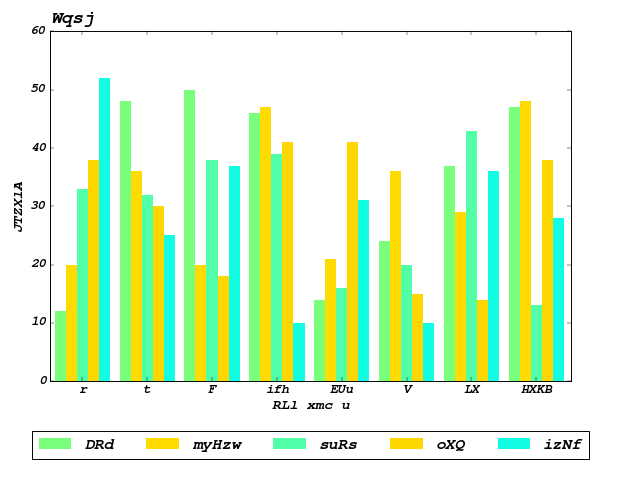 Wqsj
60
50
40
30
20
10
0
JTZX1A
r t F ifh EUu V LX HXKB
RLl xmc u
DRd myHzw suRs oXQ izNf